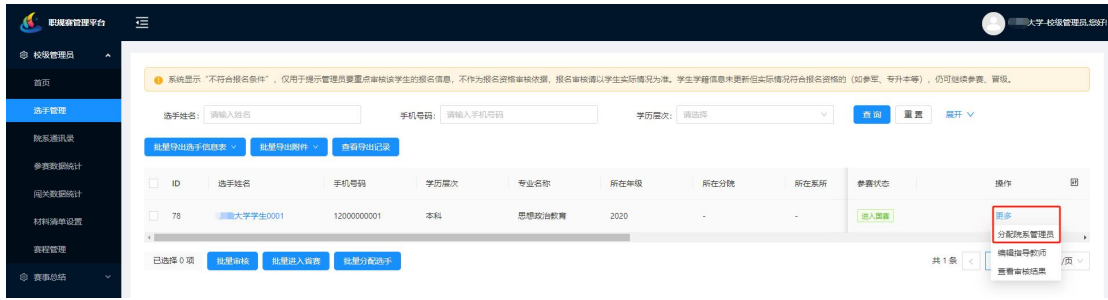 职规赛管理平台
大学-校级管理员,您好!
校级管理员
首页
选手管理
院系通讯录
参赛数据统计
闯关数据统计
材料清单设置
赛程管理
赛事总结
系统显示“不符合报名条件”，仅用于提示管理员要重点审核该学生的报名信息，不作为报名资格审核依据，报名审核请以学生实际情况为准。学生学籍信息未更新但实际情况符合报名资格的（如参军、专升本等），仍可继续参赛、晋级。
选手姓名: 请输入姓名 手机号码: 请输入手机号码 学历层次: 请选择 查询 重置 展开
批量导出选手信息表 批量导出附件 查看导出记录
ID 选手姓名 手机号码 学历层次 专业名称 所在年级 所在分院 所在系所 参赛状态 操作
78 大学学生0001 12000000001 本科 思想政治教育 2020 - - 进入国赛 更多
分配院系管理员
编辑指导教师
查看审核结果
已选择 0 项 批量审核 批量进入省赛 批量分配选手 共 1 条 < /页